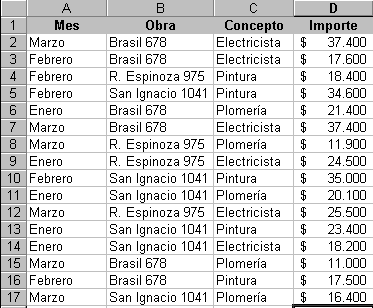 A B C D
1 Mes Obra Concepto Importe
2 Marzo Brasil 678 Electricista $ 37.400
3 Febrero Brasil 678 Electricista $ 17.600
4 Febrero R. Espinoza 975 Pintura $ 18.400
5 Febrero San Ignacio 1041 Pintura $ 34.600
6 Enero Brasil 678 Plomería $ 21.400
7 Marzo Brasil 678 Electricista $ 37.400
8 Marzo R. Espinoza 975 Plomería $ 11.900
9 Enero R. Espinoza 975 Electricista $ 24.500
10 Febrero San Ignacio 1041 Pintura $ 35.000
11 Enero San Ignacio 1041 Plomería $ 20.100
12 Marzo R. Espinoza 975 Electricista $ 25.500
13 Enero San Ignacio 1041 Pintura $ 23.400
14 Enero San Ignacio 1041 Electricista $ 18.200
15 Marzo Brasil 678 Plomería $ 11.000
16 Febrero Brasil 678 Pintura $ 17.500
17 Marzo San Ignacio 1041 Plomería $ 16.400